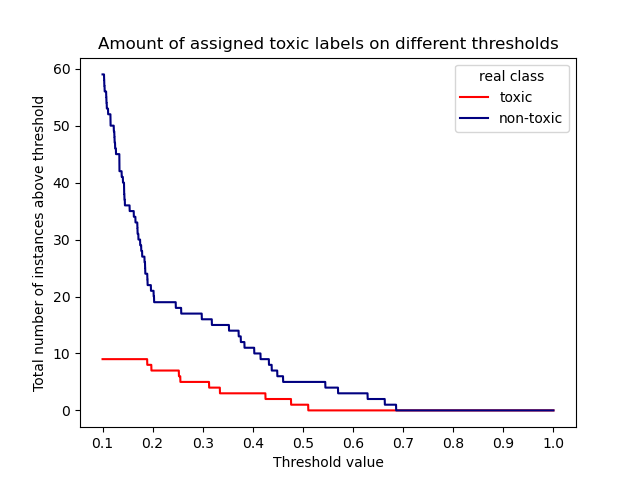 Amount of assigned toxic labels on different thresholds
real class
toxic
non-toxic
Total number of instances above threshold
60
50
40
30
20
10
0
0.1 0.2 0.3 0.4 0.5 0.6 0.7 0.8 0.9 1.0
Threshold value